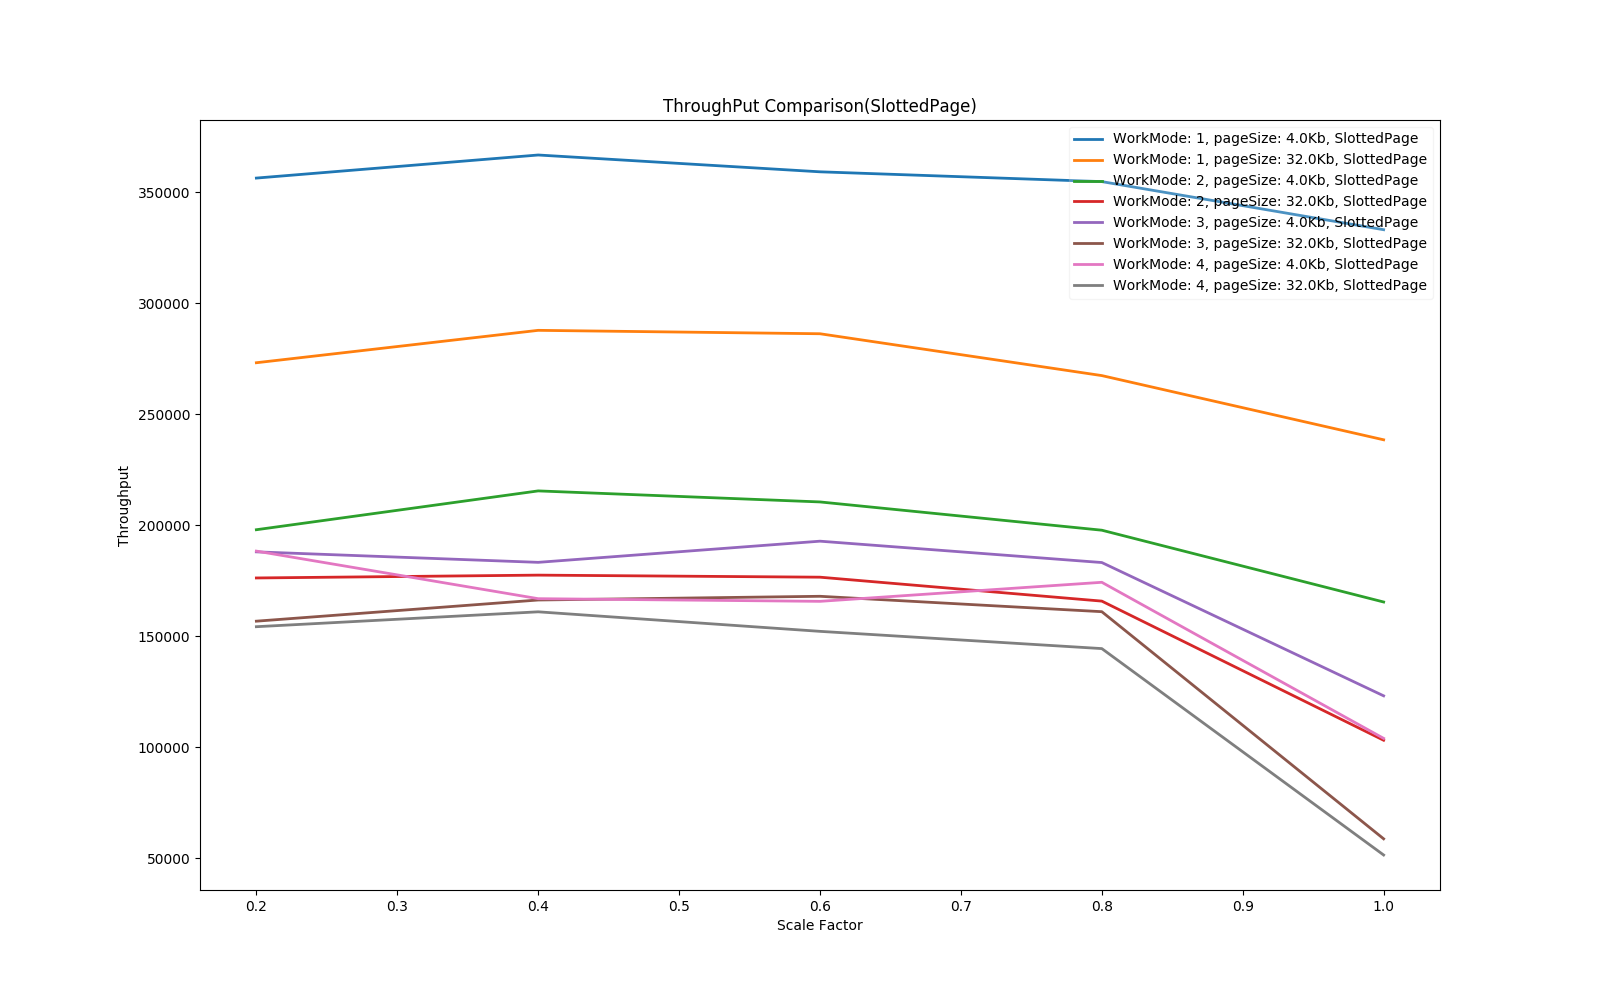 ThroughPut Comparison(SlottedPage)
WorkMode: 1, pageSize: 4.0Kb, SlottedPage
WorkMode: 1, pageSize: 32.0Kb, SlottedPage
WorkMode: 2, pageSize: 4.0Kb, SlottedPage
WorkMode: 2, pageSize: 32.0Kb, SlottedPage
WorkMode: 3, pageSize: 4.0Kb, SlottedPage
WorkMode: 3, pageSize: 32.0Kb, SlottedPage
WorkMode: 4, pageSize: 4.0Kb, SlottedPage
WorkMode: 4, pageSize: 32.0Kb, SlottedPage
350000
300000
250000
200000
150000
100000
50000
Throughput
0.2 0.3 0.4 0.5 0.6 0.7 0.8 0.9 1.0
Scale Factor